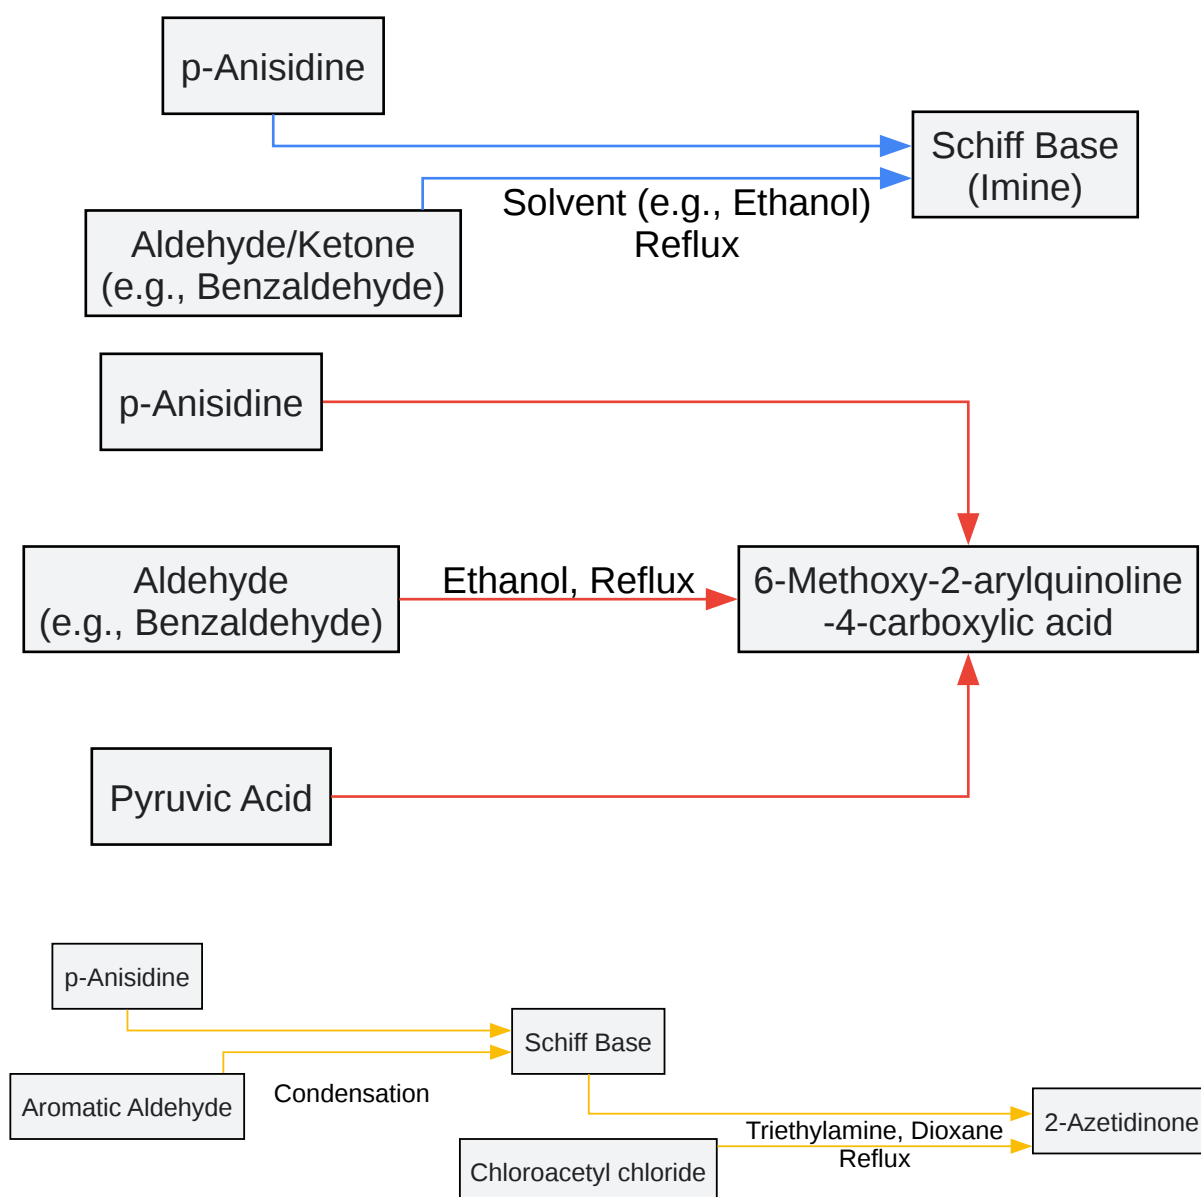 p-Anisidine
Schiff Base
(Imine)
Solvent (e.g., Ethanol)
Reflux
Aldehyde/Ketone
(e.g., Benzaldehyde)
p-Anisidine
Aldehyde
(e.g., Benzaldehyde)
Ethanol, Reflux
6-Methoxy-2-arylquinoline
-4-carboxylic acid
Pyruvic Acid
p-Anisidine
Schiff Base
Aromatic Aldehyde
Condensation
2-Azetidinone
Triethylamine, Dioxane
Reflux
Chloroacetyl chloride